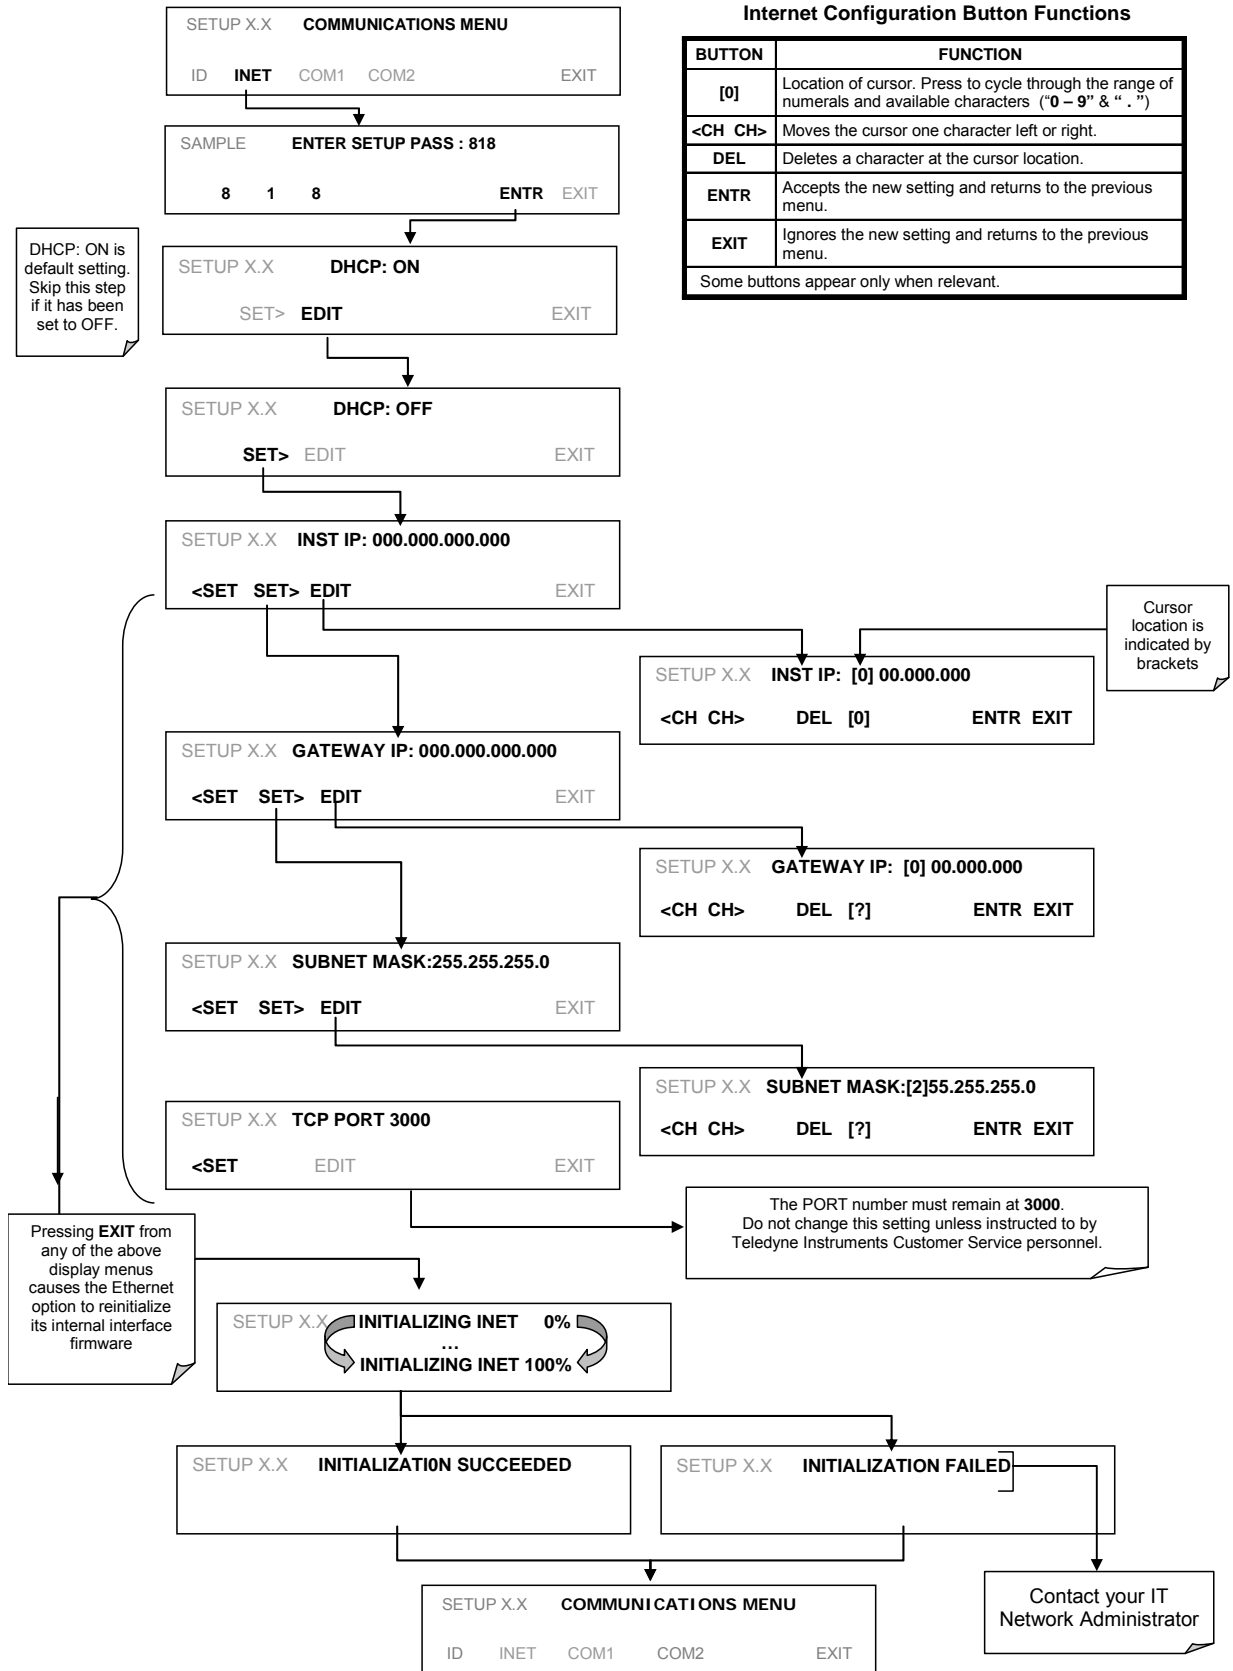 SETUP X.X COMMUNICATIONS MENU
ID INET COM1 COM2 EXIT
Internet Configuration Button Functions
BUTTON FUNCTION
[0] Location of cursor. Press to cycle through the range of
numerals and available characters (“0 – 9” & “ . ”)
<CH CH> Moves the cursor one character left or right.
DEL Deletes a character at the cursor location.
ENTR Accepts the new setting and returns to the previous
menu.
EXIT Ignores the new setting and returns to the previous
menu.
Some buttons appear only when relevant.
SAMPLE ENTER SETUP PASS : 818
8 1 8 ENTR EXIT
DHCP: ON is
default setting.
Skip this step
if it has been
set to OFF.
SETUP X.X DHCP: ON
SET> EDIT EXIT
SETUP X.X DHCP: OFF
SET> EDIT EXIT
SETUP X.X INST IP: 000.000.000.000
<SET SET> EDIT EXIT
Cursor
location is
indicated by
brackets
SETUP X.X INST IP: [0] 00.000.000
<CH CH> DEL [0] ENTR EXIT
SETUP X.X GATEWAY IP: 000.000.000.000
<SET SET> EDIT EXIT
SETUP X.X GATEWAY IP: [0] 00.000.000
<CH CH> DEL [?] ENTR EXIT
SETUP X.X SUBNET MASK:255.255.255.0
<SET SET> EDIT EXIT
SETUP X.X SUBNET MASK:[2]55.255.255.0
<CH CH> DEL [?] ENTR EXIT
SETUP X.X TCP PORT 3000
<SET EDIT EXIT
The PORT number must remain at 3000.
Do not change this setting unless instructed to by
Teledyne Instruments Customer Service personnel.
Pressing EXIT from
any of the above
display menus
causes the Ethernet
option to reinitialize
its internal interface
firmware
SETUP X.X INITIALIZING INET 0%
…
INITIALIZING INET 100%
SETUP X.X INITIALIZATI0N SUCCEEDED
SETUP X.X INITIALIZATION FAILED
Contact your IT
Network Administrator
SETUP X.X COMMUNICATIONS MENU
ID INET COM1 COM2 EXIT